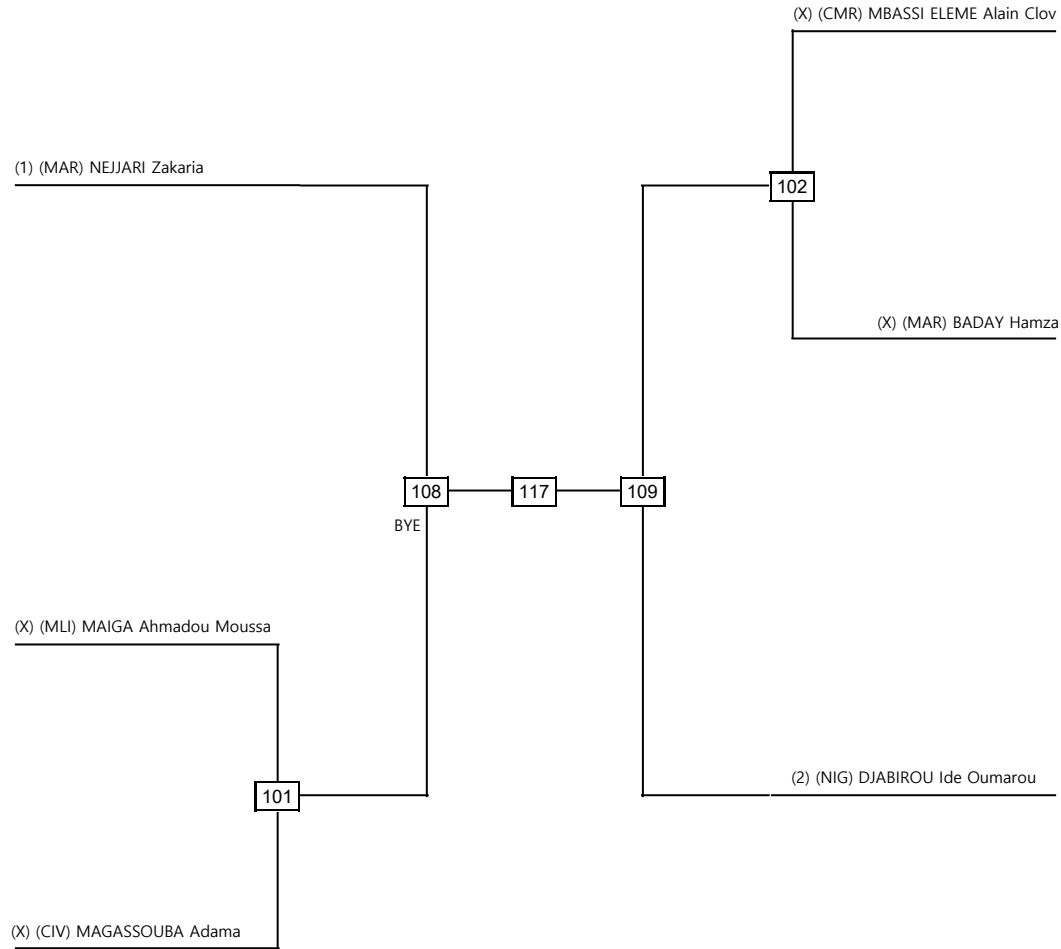 (X) (CMR) MBASSI ELEME Alain Clov
(1) (MAR) NEJJARI Zakaria
102
(X) (MAR) BADAY Hamza
108
117
109
BYE
(X) (MLI) MAIGA Ahmadou Moussa
(2) (NIG) DJABIROU Ide Oumarou
101
(X) (CIV) MAGASSOUBA Adama